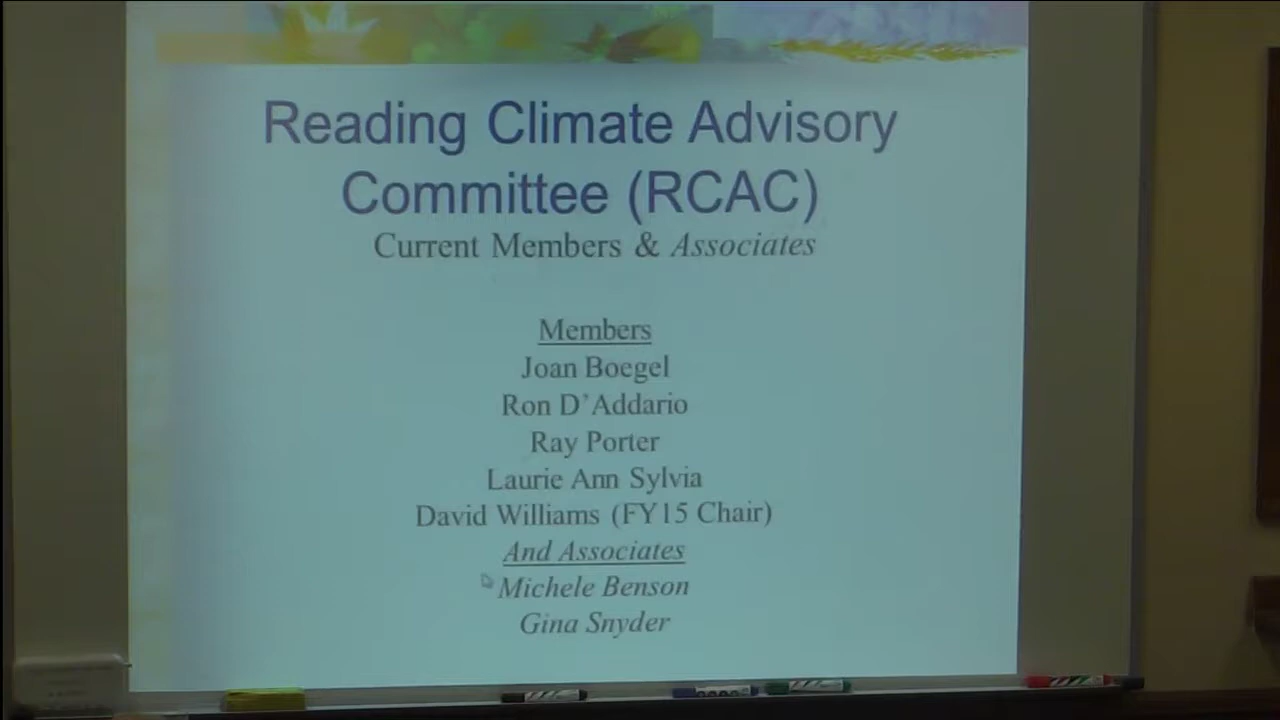 Reading Climate Advisory
Committee (RCAC)
Current Members & Associates
Members
Joan Boegel
Ron D'Addario
Ray Porter
Laurie Ann Sylvia
David Williams (FY15 Chair)
And Associates
Michele Benson
Gina Snyder